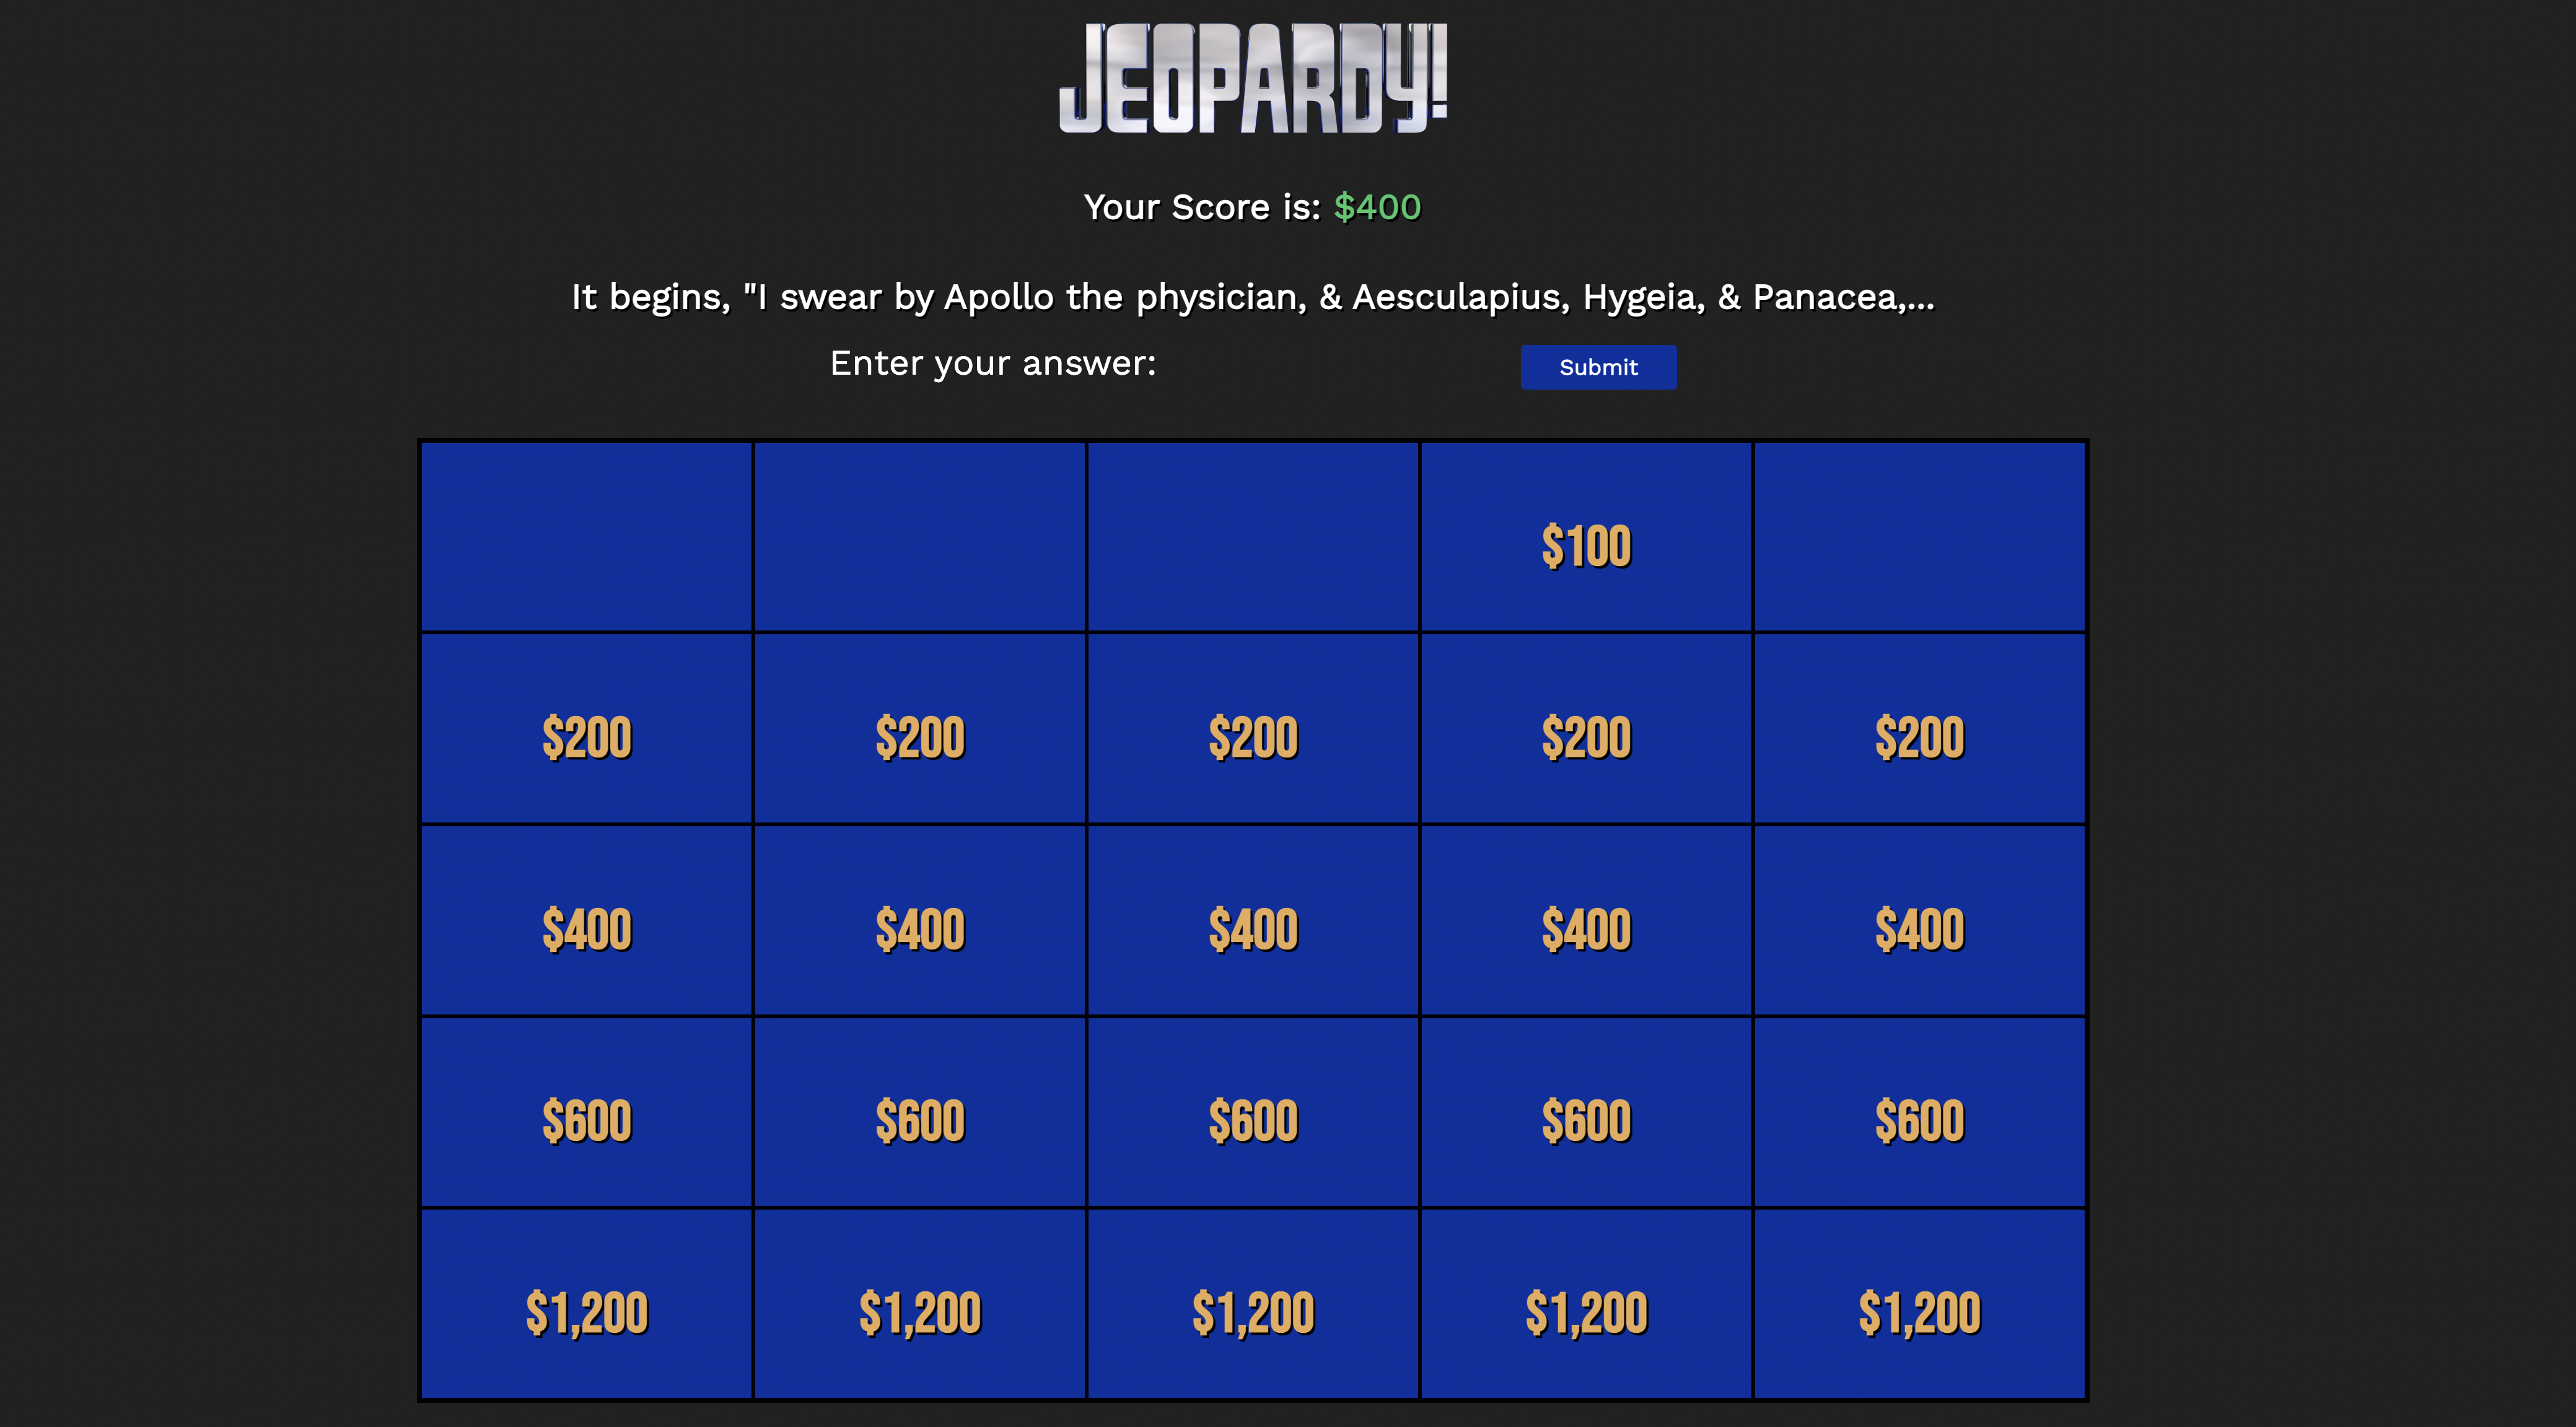 JEOPARDY!
Your Score is: $400
It begins, "I swear by Apollo the physician, & Aesculapius, Hygeia, & Panacea,...
Enter your answer: Submit
$100
$200 $200 $200 $200 $200
$400 $400 $400 $400 $400
$600 $600 $600 $600 $600
$1,200 $1,200 $1,200 $1,200 $1,200